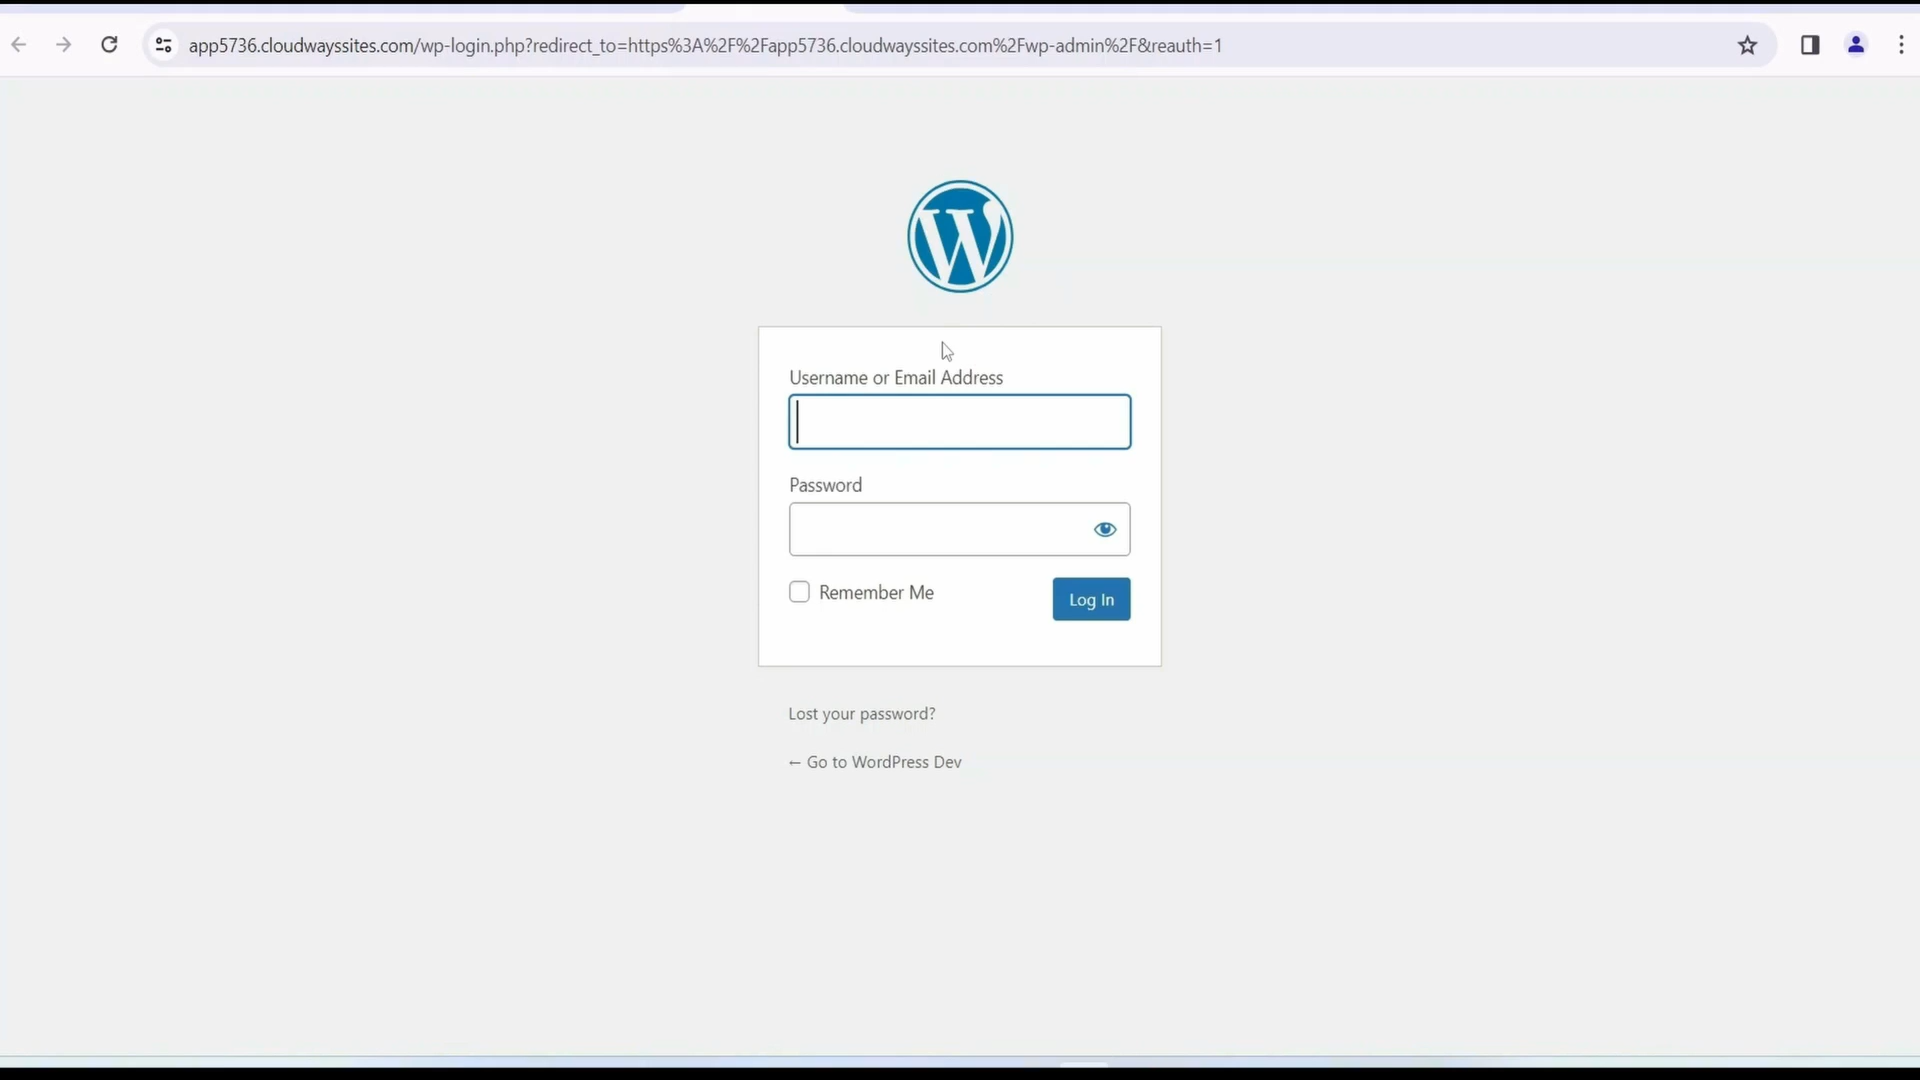 app5736.cloudwayssites.com/wp-login.php?redirect_to=https%3A%2F%2Fapp5736.cloudwayssites.com%2Fwp-admin%2F&reauth=1
Username or Email Address
Password
Remember Me
Log In
Lost your password?
← Go to WordPress Dev